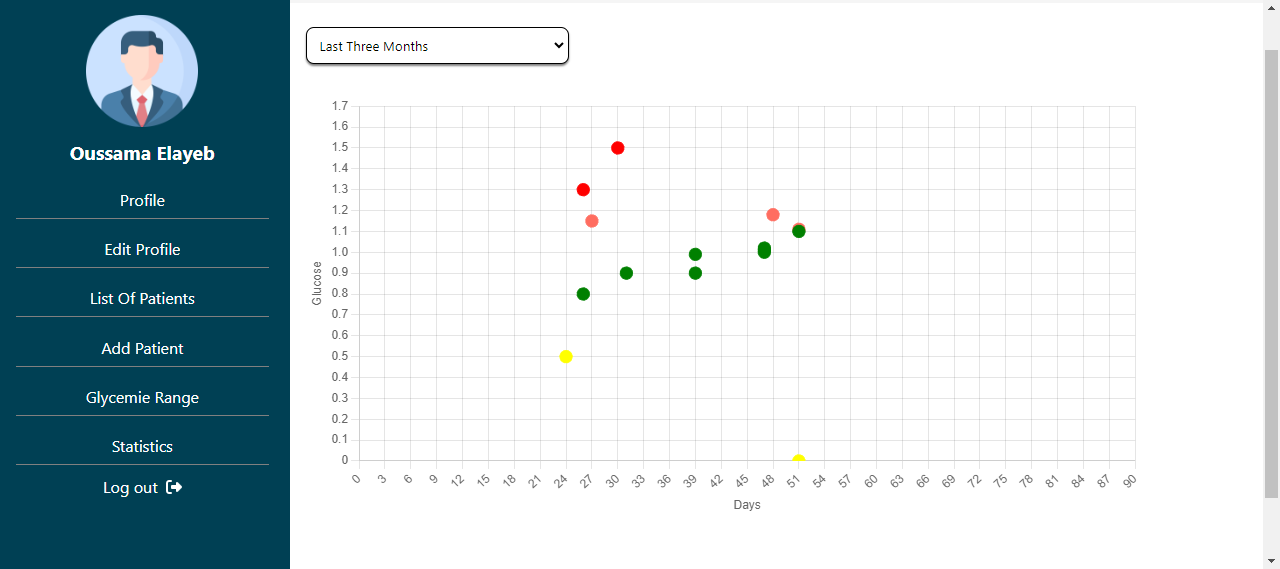 Oussama Elayeb
Profile
Edit Profile
List Of Patients
Add Patient
Glycemie Range
Statistics
Log out
Last Three Months
1.7
1.6
1.5
1.4
1.3
1.2
1.1
1.0
0.9
0.8
0.7
0.6
0.5
0.4
0.3
0.2
0.1
0
Glucose
0 3 6 9 12 15 18 21 24 27 30 33 36 39 42 45 48 51 54 57 60 63 66 69 72 75 78 81 84 87 90
Days